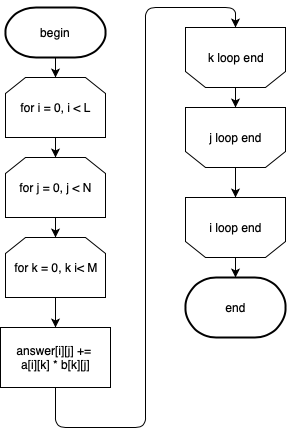 begin
for i = 0, i < L
for j = 0, j < N
for k = 0, k i< M
answer[i][j] +=
a[i][k] * b[k][j]
k loop end
j loop end
i loop end
end